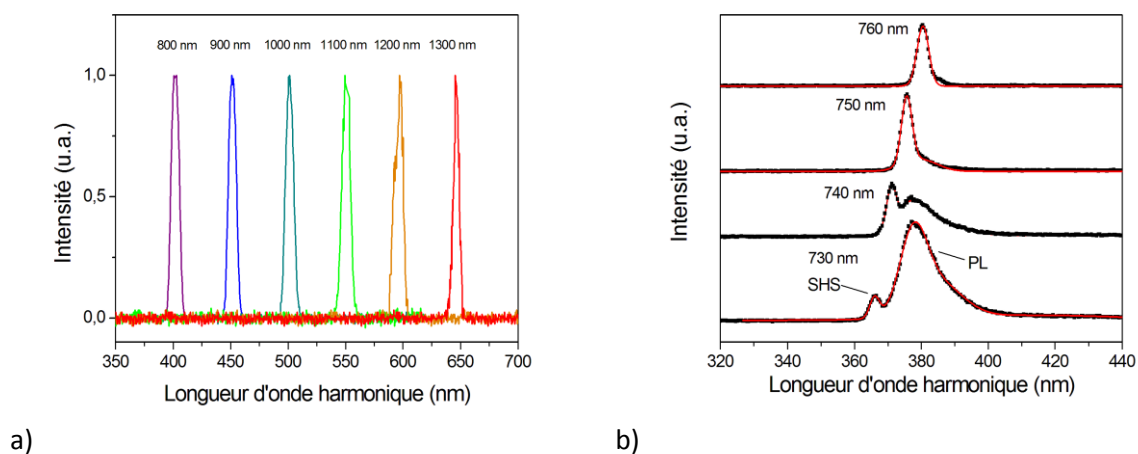 800 nm 900 nm 1000 nm 1100 nm 1200 nm 1300 nm
1,0
0,5
0,0
Intensité (u.a.)
350 400 450 500 550 600 650 700
Longueur d'onde harmonique (nm)
a)
760 nm
750 nm
740 nm
730 nm
PL
SHS
Intensité (u.a.)
320 340 360 380 400 420 440
Longueur d'onde harmonique (nm)
b)